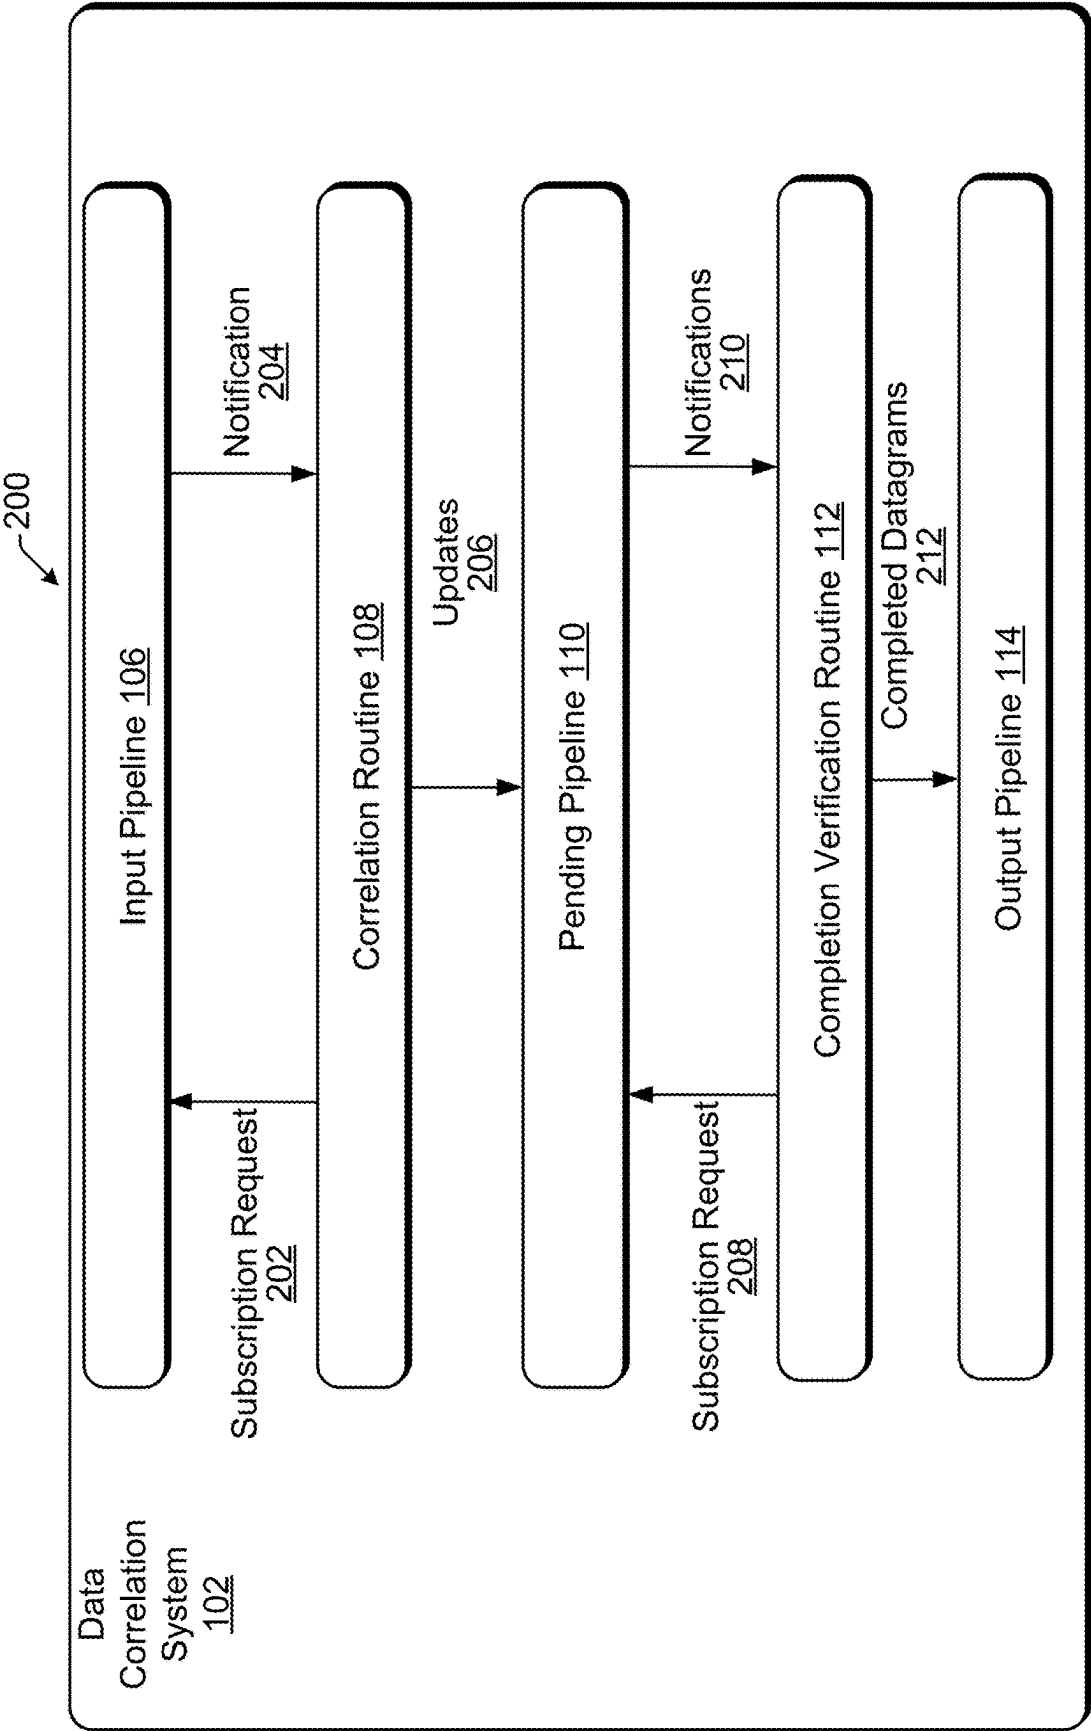 200
Data
Correlation
System
102
Input Pipeline 106
Subscription Request
202
Notification
204
Correlation Routine 108
Updates
206
Pending Pipeline 110
Subscription Request
208
Notifications
210
Completion Verification Routine 112
Completed Datagrams
212
Output Pipeline 114